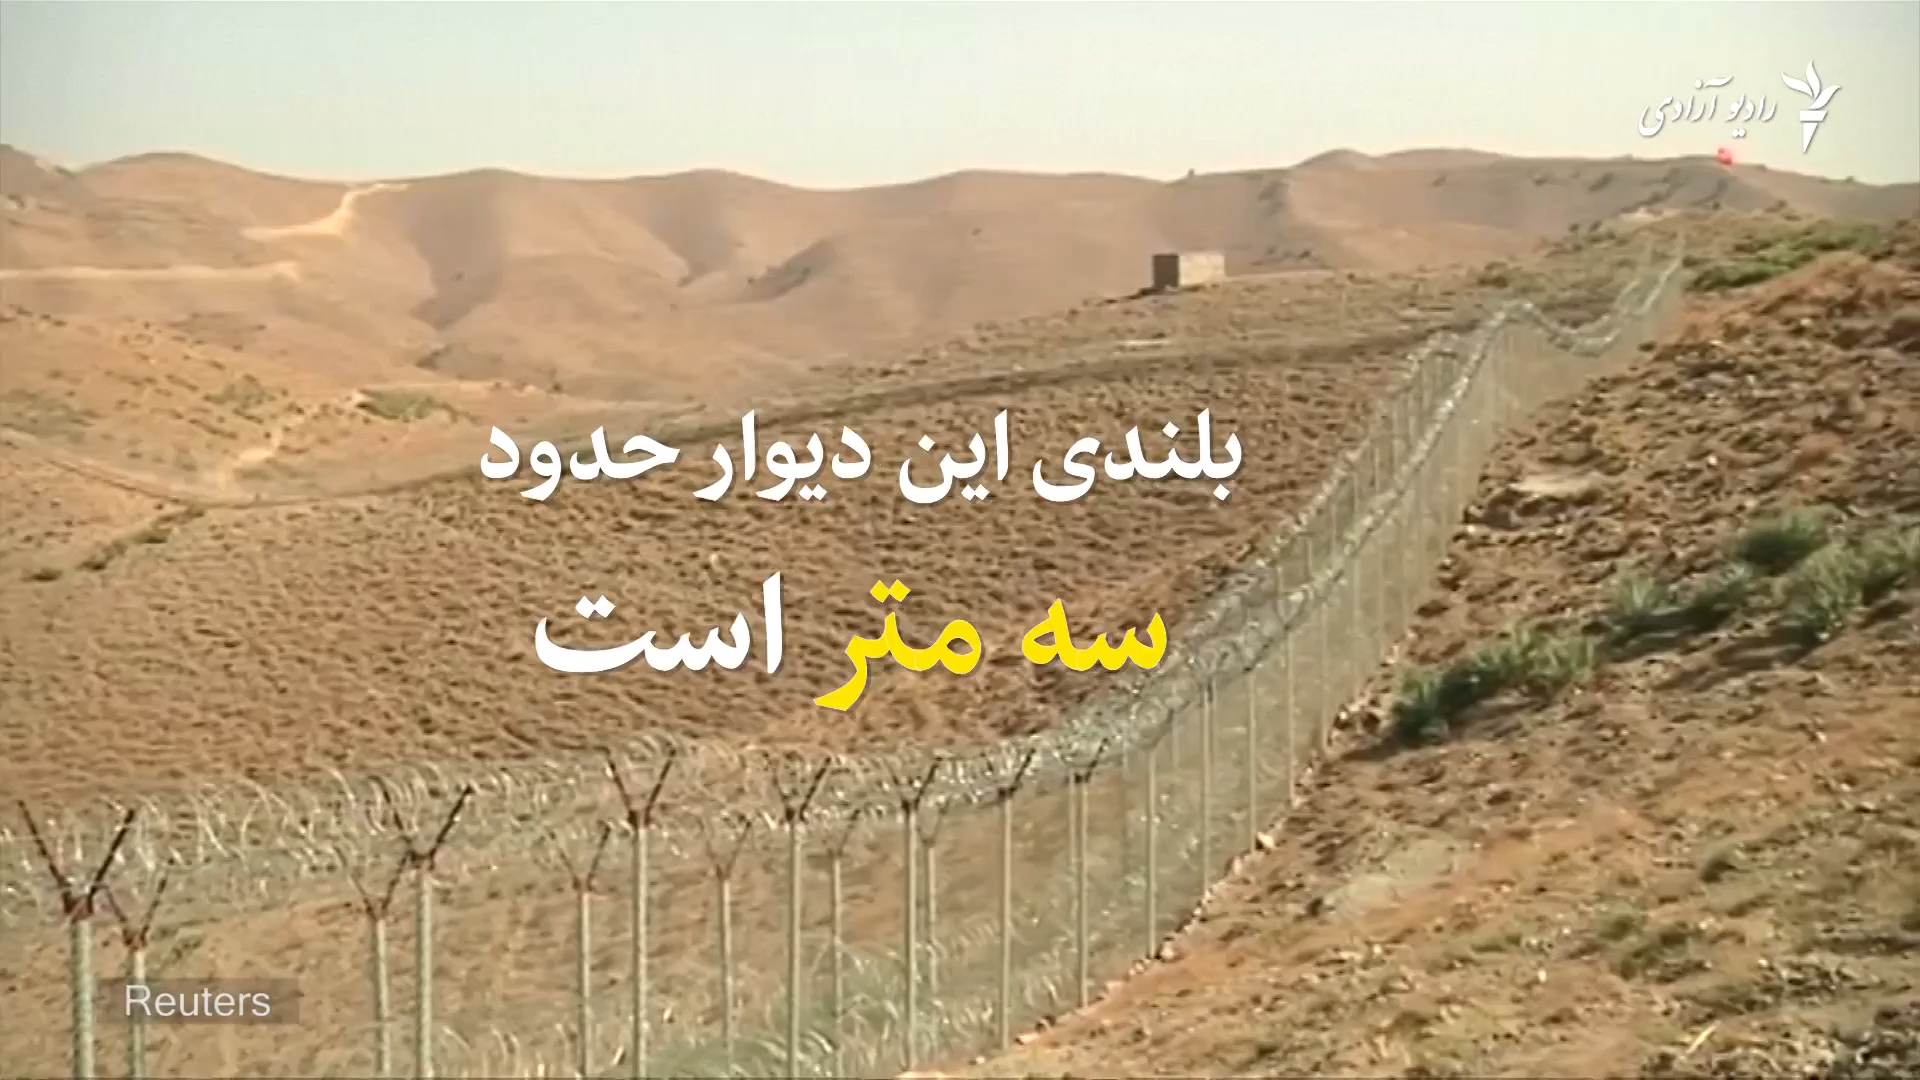 رادیو آزادی
بلندی این دیوار حدود
سه متر است
Reuters